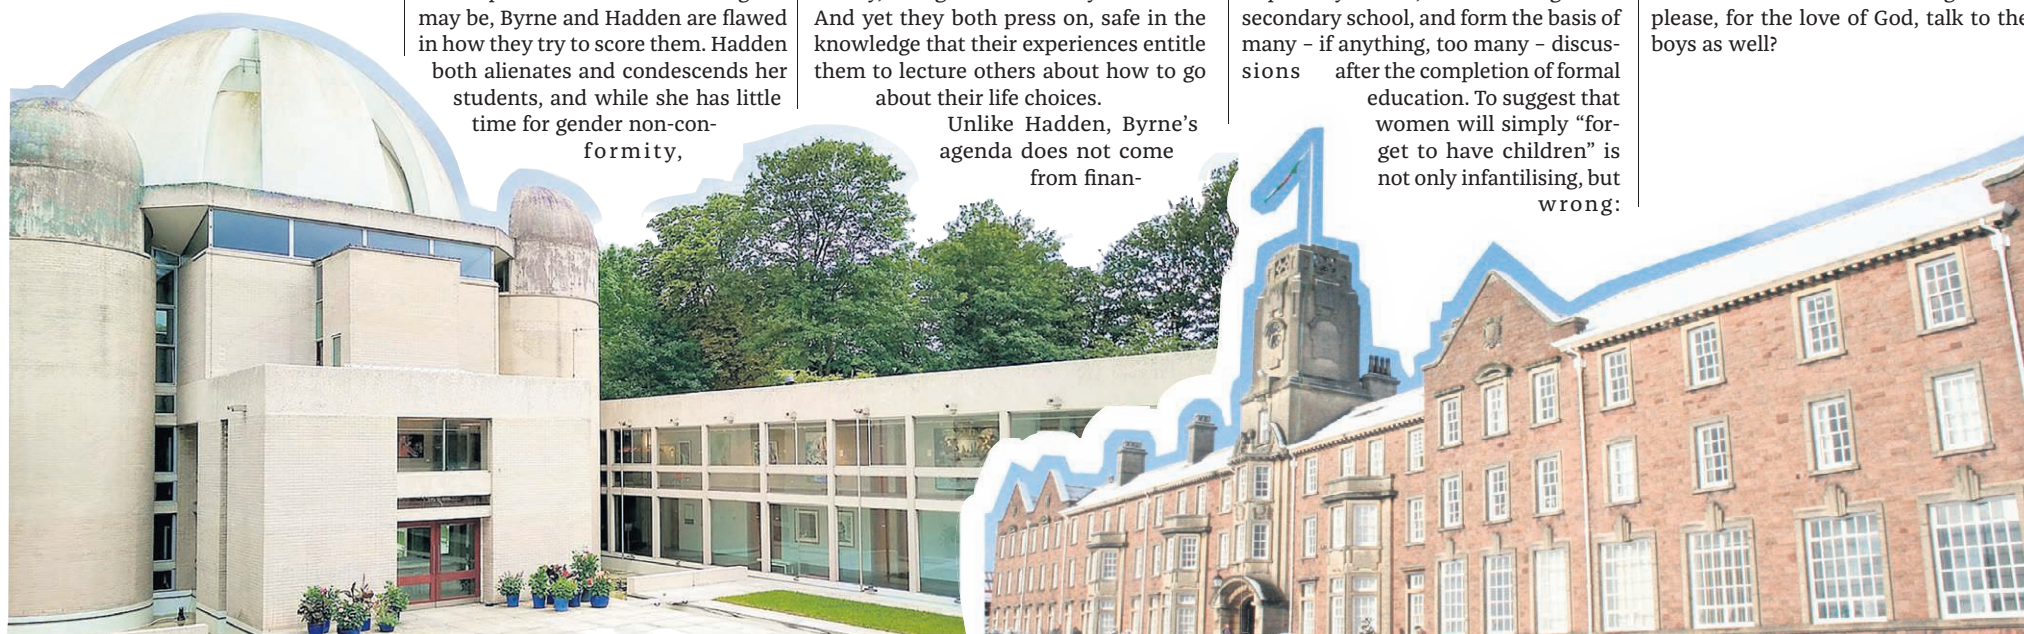 may be, Byrne and Hadden are flawed
in how they try to score them. Hadden
both alienates and condescends her
students, and while she has little
time for gender non-con-
formity,
And yet they both press on, safe in the
knowledge that their experiences entitle
them to lecture others about how to go
about their life choices.
Unlike Hadden, Byrne's
agenda does not come
from finan-
secondary school, and form the basis of
many – if anything, too many – discus-
sions after the completion of formal
education. To suggest that
women will simply “for-
get to have children” is
not only infantilising, but
wrong:
please, for the love of God, talk to the
boys as well?